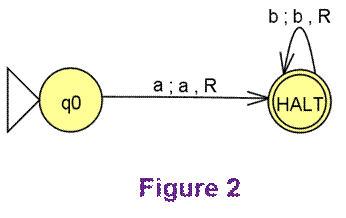 b ; b , R
a ; a , R
q0
HALT
Figure 2